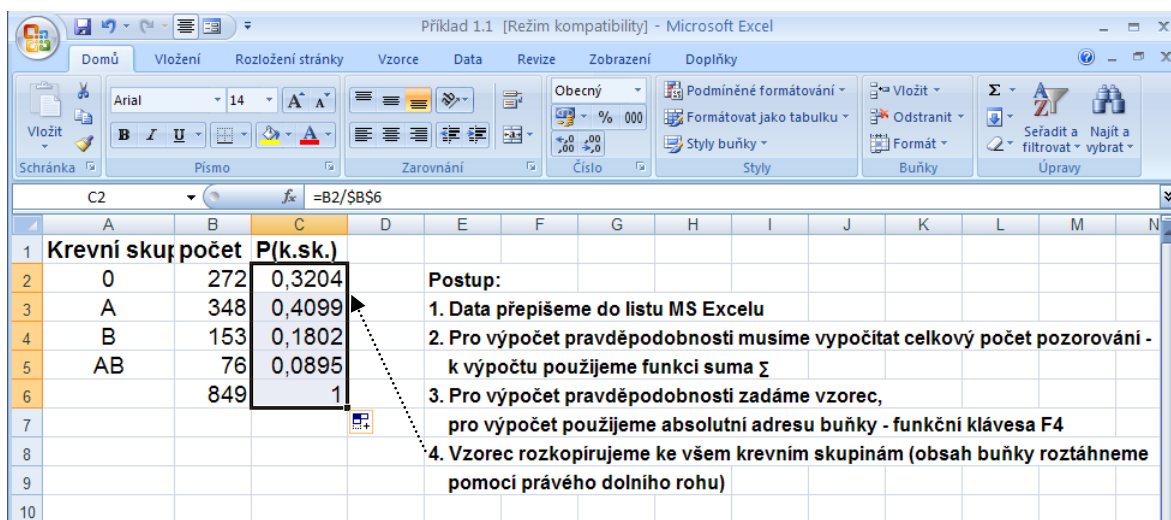 Příklad 1.1 [Režim kompatibility] - Microsoft Excel
Domů Vložení Rozložení stránky Vzorce Data Revize Zobrazení Doplňky
Arial 14 A A Obecný Podmíněné formátování Vložit Σ
Vložit B I U A % 000 Formátovat jako tabulku Odstranit Seřadit a filtrovat Najít a vybrat
,0 ,00 ,00 ,0 Styly buňky Formát
Schránka Písmo Zarovnání Číslo Styly Buňky Úpravy
C2 fx =B2/$B$6
A B C D E F G H I J K L M N
1 Krevní skup počet P(k.sk.)
2 0 272 0,3204 Postup:
3 A 348 0,4099 1. Data přepíšeme do listu MS Excelu
4 B 153 0,1802 2. Pro výpočet pravděpodobnosti musíme vypočítat celkový počet pozorování -
5 AB 76 0,0895 k výpočtu použijeme funkci suma ∑
6 849 1 3. Pro výpočet pravděpodobnosti zadáme vzorec,
7 pro výpočet použijeme absolutní adresu buňky - funkční klávesa F4
8 4. Vzorec rozkopírujeme ke všem krevním skupinám (obsah buňky roztáhneme
9 pomocí právého dolního rohu)
10